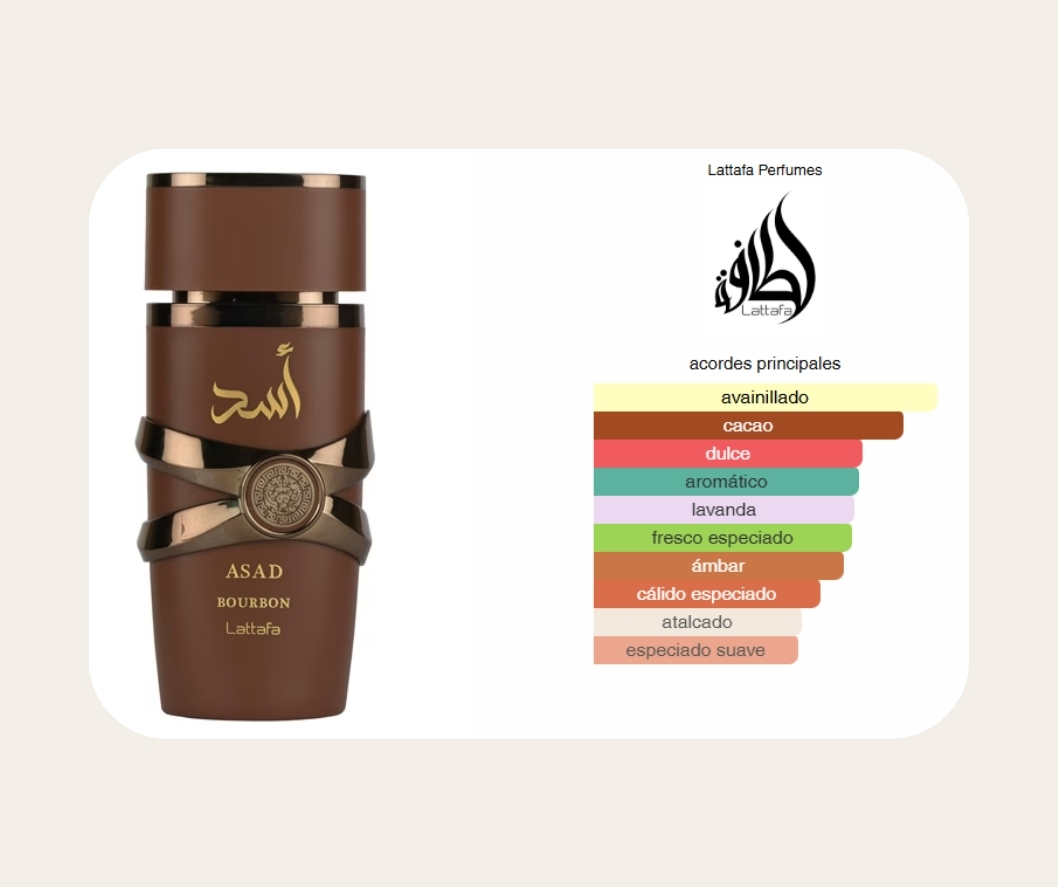 أسد
ASAD
BOURBON
Lattafa
Lattafa Perfumes
لطافة
Lattafa
acordes principales
avainillado
cacao
dulce
aromático
lavanda
fresco especiado
ámbar
cálido especiado
atalcado
especiado suave